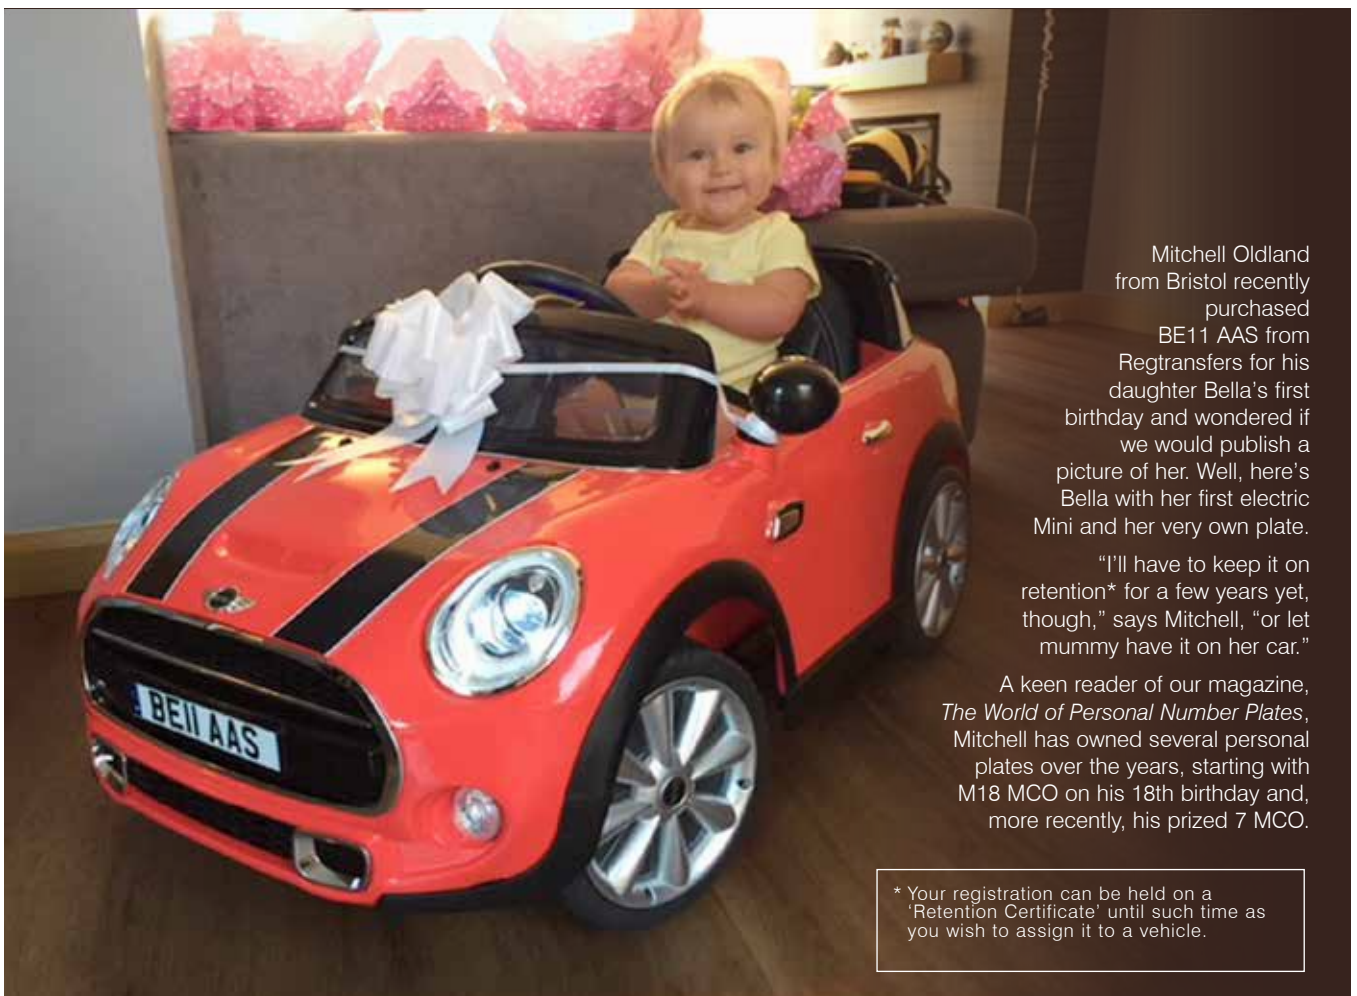 Mitchell Oldland
from Bristol recently
purchased
BE11 AAS from
Regtransfers for his
daughter Bella’s first
birthday and wondered if
we would publish a
picture of her. Well, here’s
Bella with her first electric
Mini and her very own plate.
“I’ll have to keep it on
retention* for a few years yet,
though,” says Mitchell, “or let
mummy have it on her car.”
A keen reader of our magazine,
The World of Personal Number Plates,
Mitchell has owned several personal
plates over the years, starting with
M18 MCO on his 18th birthday and,
more recently, his prized 7 MCO.
* Your registration can be held on a
‘Retention Certificate’ until such time as
you wish to assign it to a vehicle.
BE11 AAS